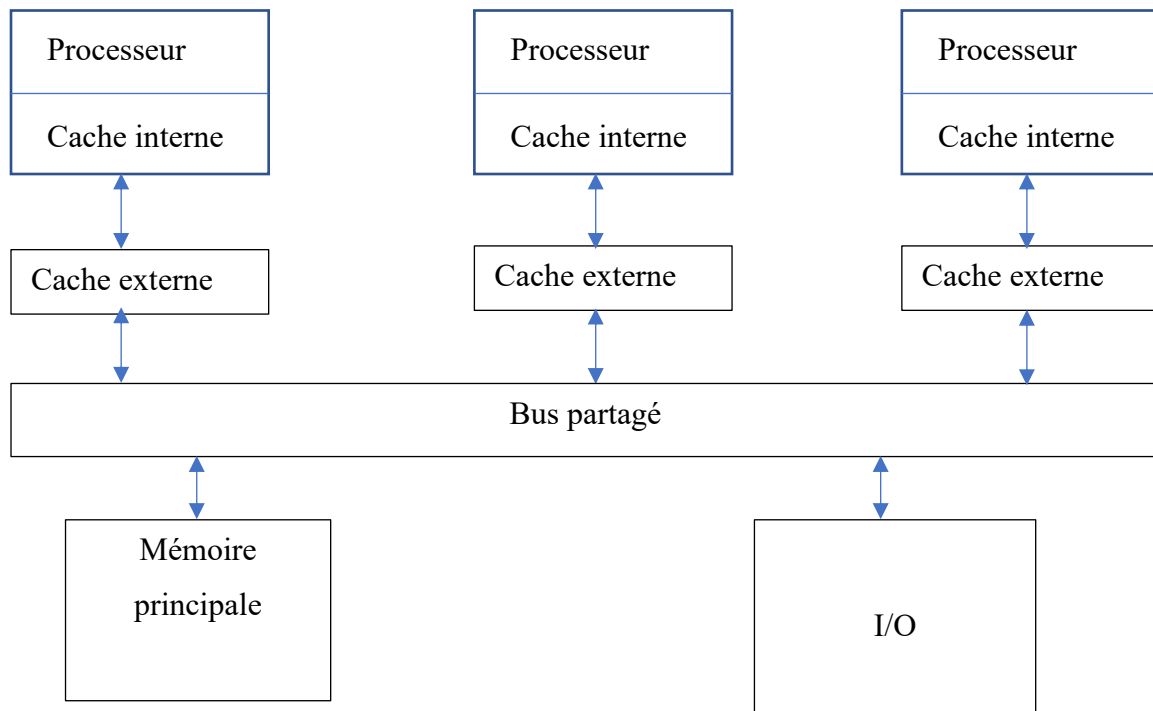 Processeur
Processeur
Processeur
Cache interne
Cache interne
Cache interne
Cache externe
Cache externe
Cache externe
Bus partagé
Mémoire
principale
I/O